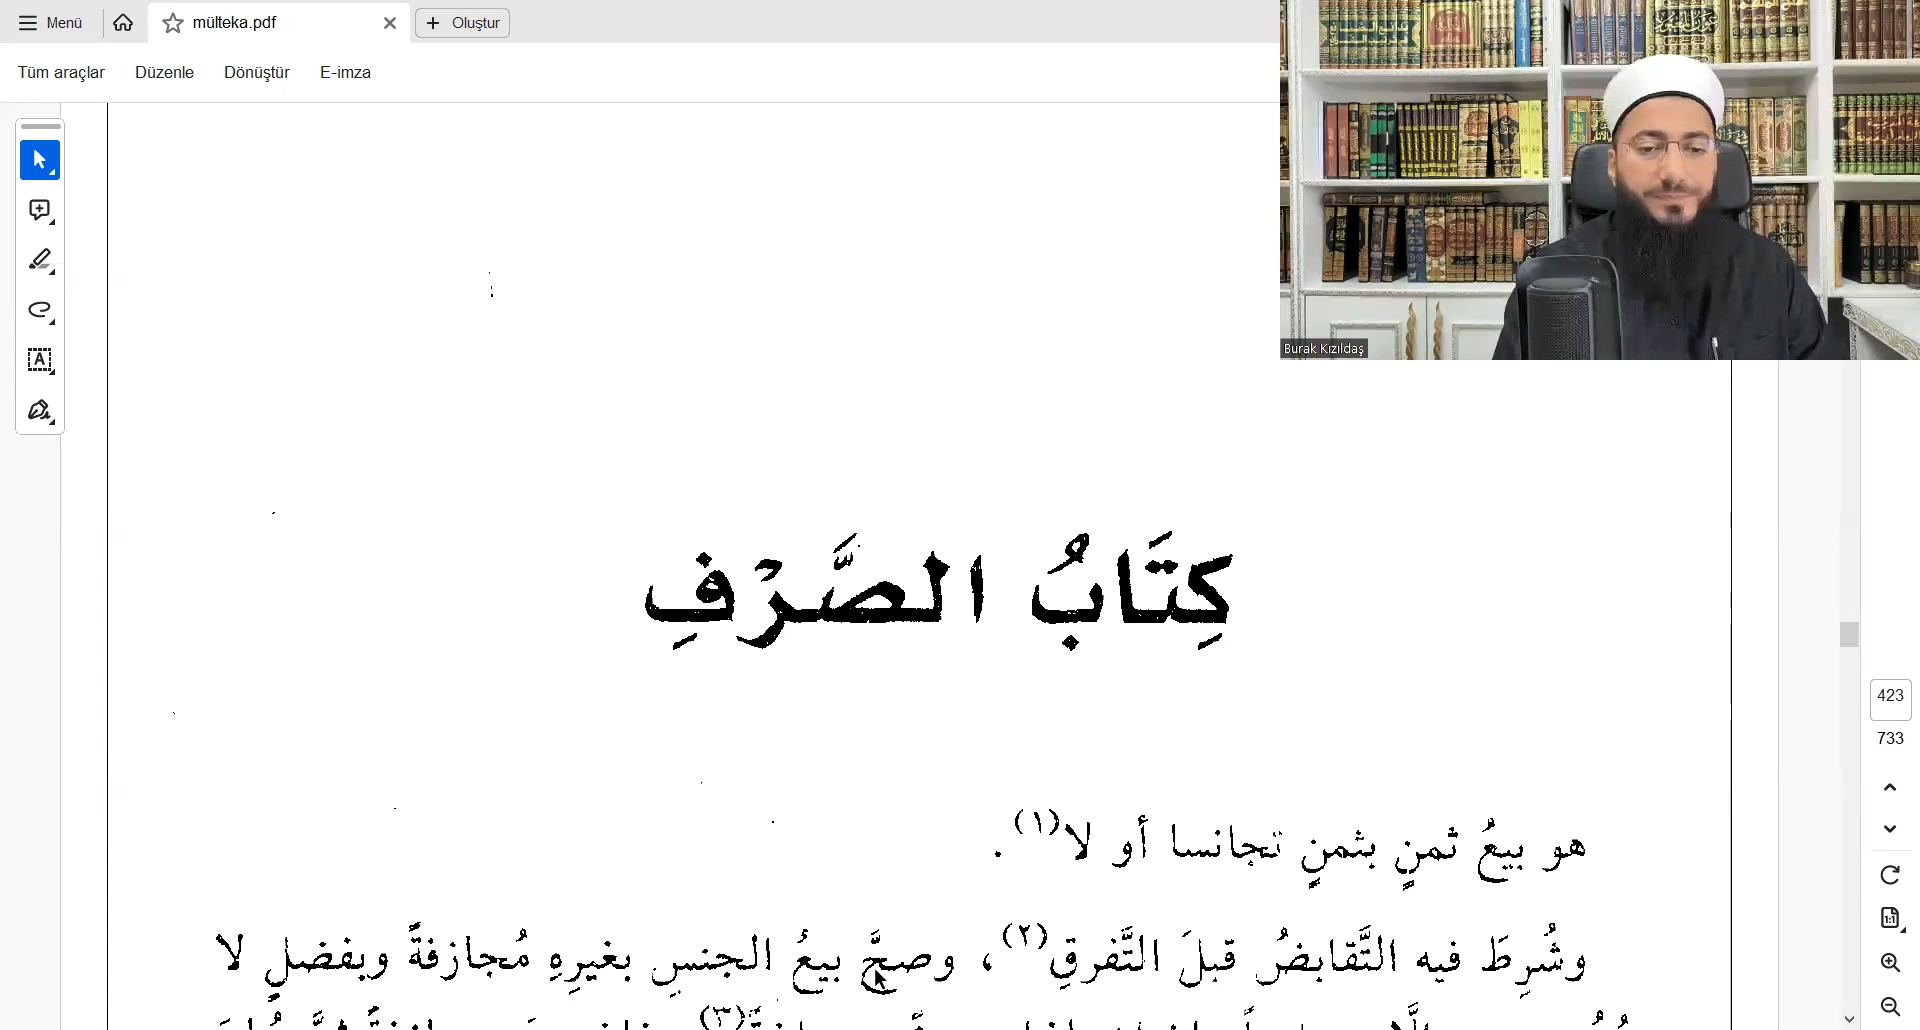 Menü
mülteka.pdf
Oluştur
Tüm araçlar
Düzenle
Dönüştür
E-imza
Burak Kızıldaş
كِتَابُ الصَّرْفِ
هو بيعُ ثمنٍ بثمنٍ تجانسا أو لا(١).
وشُرِطَ فيه التَّقابضُ قبلَ التَّفرقِ(٢)، وصحَّ بيعُ الجنسِ بغيرِهِ مُجازفةً وبفضلٍ لا
423
733